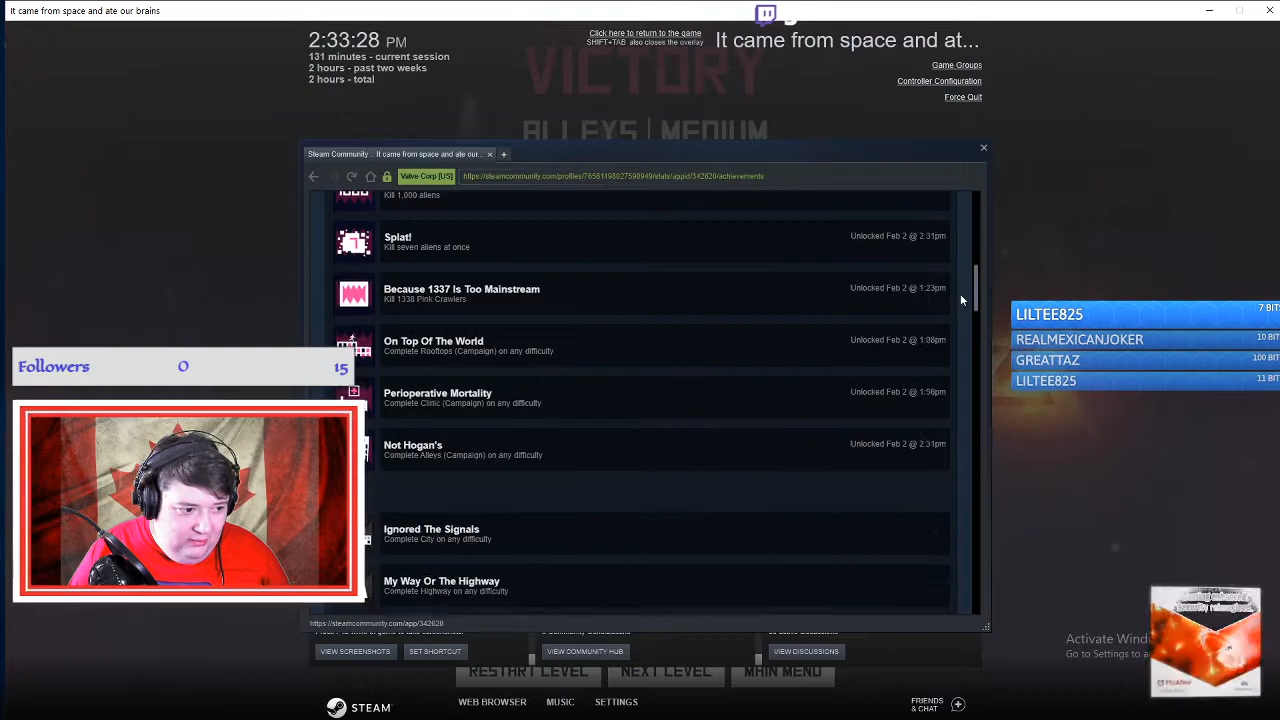 It came from space and ate our brains
2:33:28 PM
131 minutes - current session
2 hours - past two weeks
2 hours - total
Click here to return to the game
SHIFT+TAB also closes the overlay
It came from space and at...
Game Groups
Controller Configuration
Force Quit
VICTORY
ALLEYS | MEDIUM
Steam Community :: It came from space and ate our...
Valve Corp [US]
https://steamcommunity.com/profiles/76561198027590949/stats/appid/342620/achievements
Kill 1,000 aliens
Splat!
Kill seven aliens at once
Unlocked Feb 2 @ 2:31pm
Because 1337 Is Too Mainstream
Kill 1338 Pink Crawlers
Unlocked Feb 2 @ 1:23pm
On Top Of The World
Complete Rooftops (Campaign) on any difficulty
Unlocked Feb 2 @ 1:08pm
Perioperative Mortality
Complete Clinic (Campaign) on any difficulty
Unlocked Feb 2 @ 1:58pm
Not Hogan's
Complete Alleys (Campaign) on any difficulty
Unlocked Feb 2 @ 2:31pm
Ignored The Signals
Complete City on any difficulty
My Way Or The Highway
Complete Highway on any difficulty
https://steamcommunity.com/app/342620
Followers 0 15
LILTEE825 7 BIT
REALMEXICANJOKER 10 BIT
GREATTAZ 100 BIT
LILTEE825 11 BIT
VIEW SCREENSHOTS
SET SHORTCUT
VIEW COMMUNITY HUB
VIEW DISCUSSIONS
RESTART LEVEL
NEXT LEVEL
MAIN MENU
Activate Wind
Go to Settings to a
Security reimagined.
McAfee
STEAM
WEB BROWSER
MUSIC
SETTINGS
FRIENDS
& CHAT